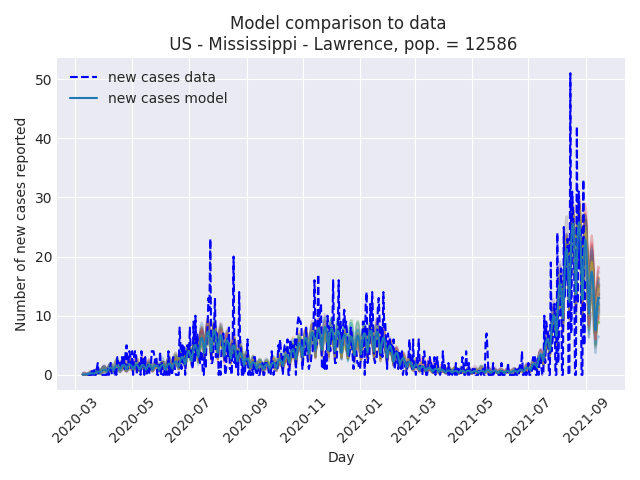 Model comparison to data
US - Mississippi - Lawrence, pop. = 12586
new cases data
new cases model
Number of new cases reported
50
40
30
20
10
0
2020-03
2020-05
2020-07
2020-09
2020-11
2021-01
2021-03
2021-05
2021-07
2021-09
Day